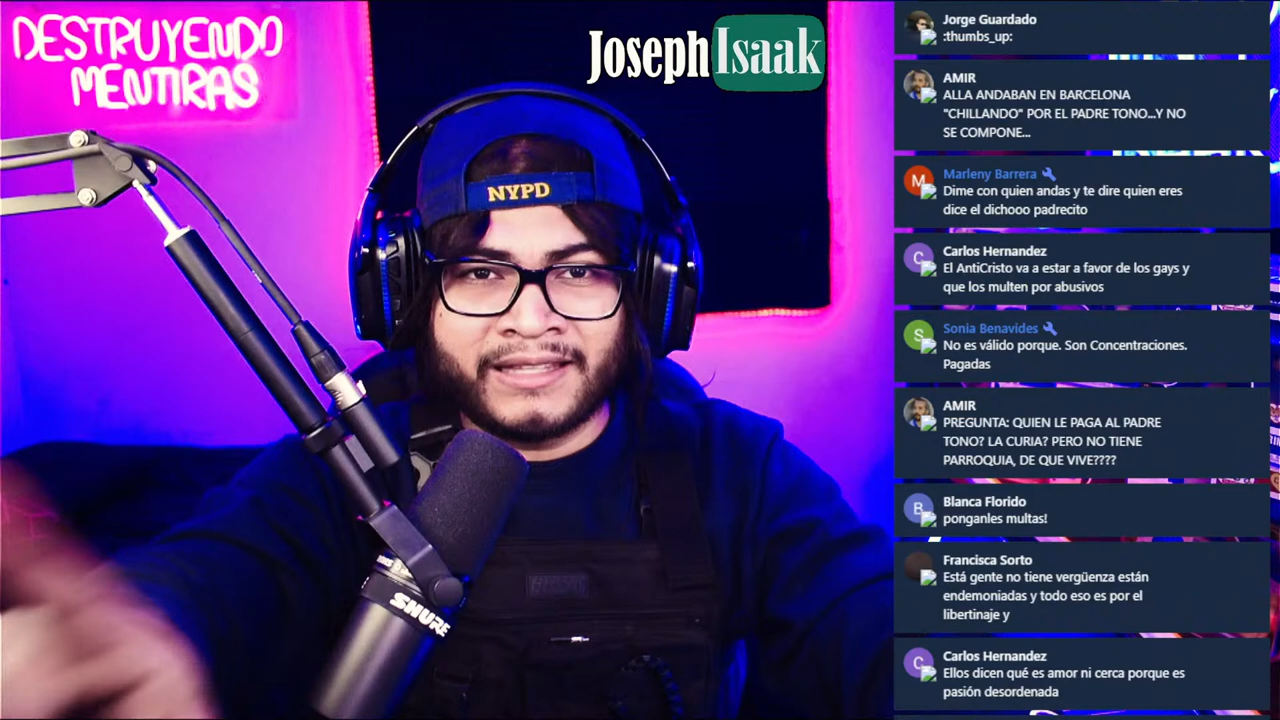 DESTRUYENDO
MENTIRAS
JosephIsaak
NYPD
SHURE
Jorge Guardado
:thumbs_up:
AMIR
ALLA ANDABAN EN BARCELONA
"CHILLANDO" POR EL PADRE TONO...Y NO
SE COMPONE...
M
Marleny Barrera
Dime con quien andas y te dire quien eres
dice el dichooo padrecito
C
Carlos Hernandez
El AntiCristo va a estar a favor de los gays y
que los multen por abusivos
S
Sonia Benavides
No es válido porque. Son Concentraciones.
Pagadas
AMIR
PREGUNTA: QUIEN LE PAGA AL PADRE
TONO? LA CURIA? PERO NO TIENE
PARROQUIA, DE QUE VIVE????
B
Blanca Florido
ponganles multas!
Francisca Sorto
Está gente no tiene vergüenza están
endemoniadas y todo eso es por el
libertinaje y
C
Carlos Hernandez
Ellos dicen qué es amor ni cerca porque es
pasión desordenada